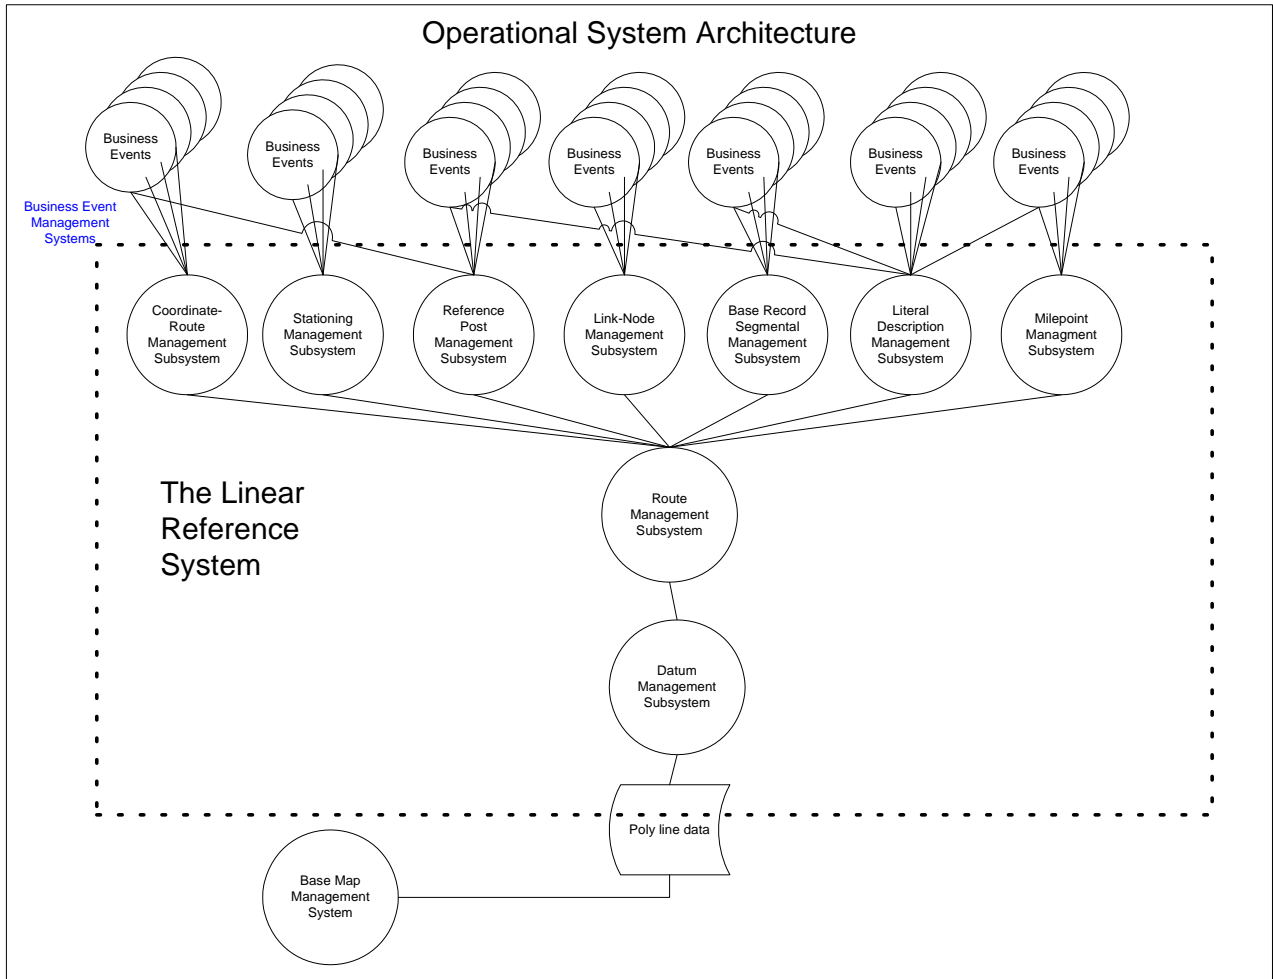 Operational System Architecture
Business
Events
Business
Events
Business
Events
Business
Events
Business
Events
Business
Events
Business
Events
Business Event
Management
Systems
Coordinate-
Route
Management
Subsystem
Stationing
Management
Subsystem
Reference
Post
Management
Subsystem
Link-Node
Management
Subsystem
Base Record
Segmental
Management
Subsystem
Literal
Description
Management
Subsystem
Milepoint
Managment
Subsystem
The Linear
Reference
System
Route
Management
Subsystem
Datum
Management
Subsystem
Poly line data
Base Map
Management
System